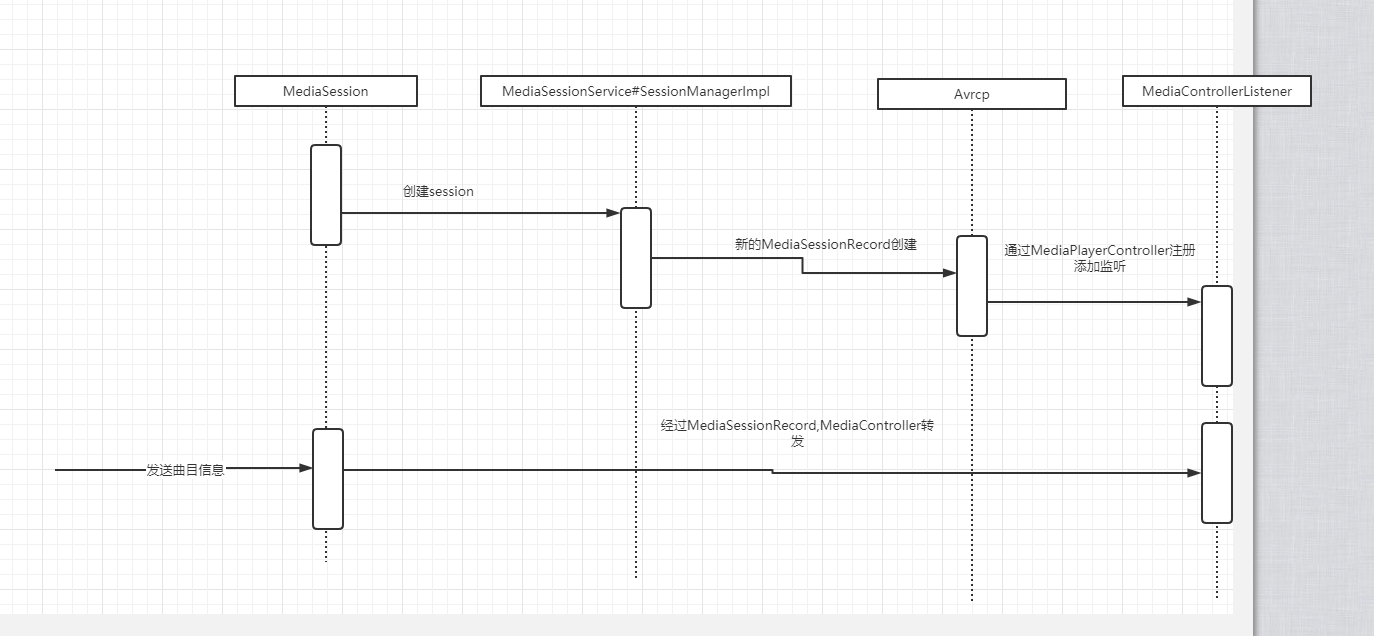 MediaSession
MediaSessionService#SessionManagerImpl
Avrcp
MediaControllerListener
创建session
新的MediaSessionRecord创建
通过MediaPlayerController注册
添加监听
经过MediaSessionRecord,MediaController转
发
发送曲目信息